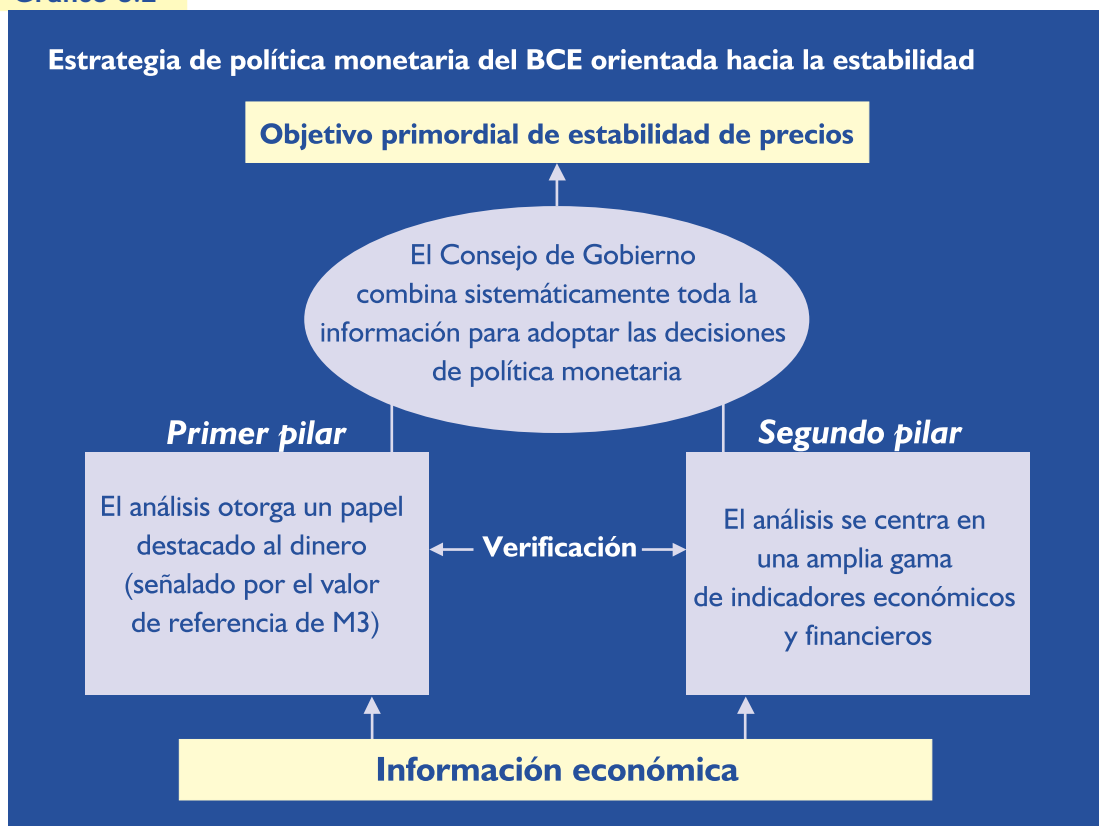 Estrategia de política monetaria del BCE orientada hacia la estabilidad
Objetivo primordial de estabilidad de precios
El Consejo de Gobierno
combina sistemáticamente toda la
información para adoptar las decisiones
de política monetaria
Primer pilar
Segundo pilar
El análisis otorga un papel
destacado al dinero
(señalado por el valor
de referencia de M3)
Verificación
El análisis se centra en
una amplia gama
de indicadores económicos
y financieros
Información económica